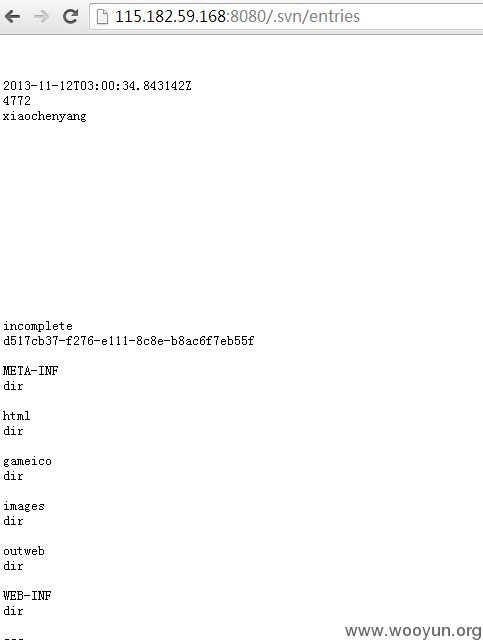 115.182.59.168:8080/.svn/entries
2013-11-12T03:00:34.843142Z
4772
xiaochenyang
incomplete
d517cb37-f276-e111-8c8e-b8ac6f7eb55f
META-INF
dir
html
dir
gameico
dir
images
dir
outweb
dir
WEB-INF
dir
www.wooyun.org